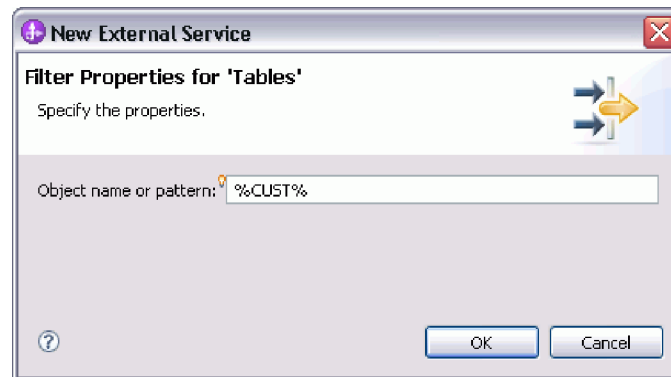 New External Service
Filter Properties for 'Tables'
Specify the properties.
Object name or pattern: %CUST%
?
OK Cancel